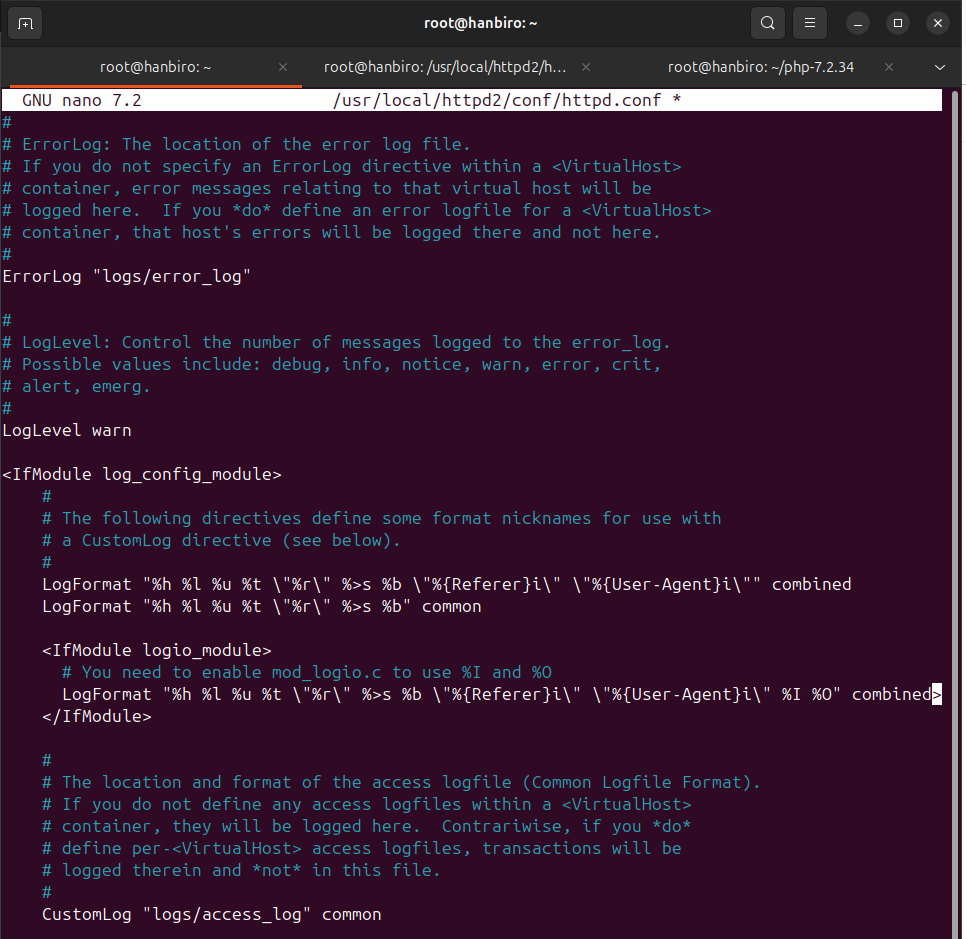 root@hanbiro: ~
root@hanbiro: ~
root@hanbiro: /usr/local/httpd2/h...
root@hanbiro: ~/php-7.2.34
GNU nano 7.2 /usr/local/httpd2/conf/httpd.conf *
#
# ErrorLog: The location of the error log file.
# If you do not specify an ErrorLog directive within a <VirtualHost>
# container, error messages relating to that virtual host will be
# logged here.  If you *do* define an error logfile for a <VirtualHost>
# container, that host's errors will be logged there and not here.
#
ErrorLog "logs/error_log"
#
# LogLevel: Control the number of messages logged to the error_log.
# Possible values include: debug, info, notice, warn, error, crit,
# alert, emerg.
#
LogLevel warn
<IfModule log_config_module>
#
# The following directives define some format nicknames for use with
# a CustomLog directive (see below).
#
LogFormat "%h %l %u %t \"%r\" %>s %b \"%{Referer}i\" \"%{User-Agent}i\"" combined
LogFormat "%h %l %u %t \"%r\" %>s %b" common
<IfModule logio_module>
# You need to enable mod_logio.c to use %I and %O
LogFormat "%h %l %u %t \"%r\" %>s %b \"%{Referer}i\" \"%{User-Agent}i\" %I %O" combined>
</IfModule>
#
# The location and format of the access logfile (Common Logfile Format).
# If you do not define any access logfiles within a <VirtualHost>
# container, they will be logged here.  Contrariwise, if you *do*
# define per-<VirtualHost> access logfiles, transactions will be
# logged therein and *not* in this file.
#
CustomLog "logs/access_log" common